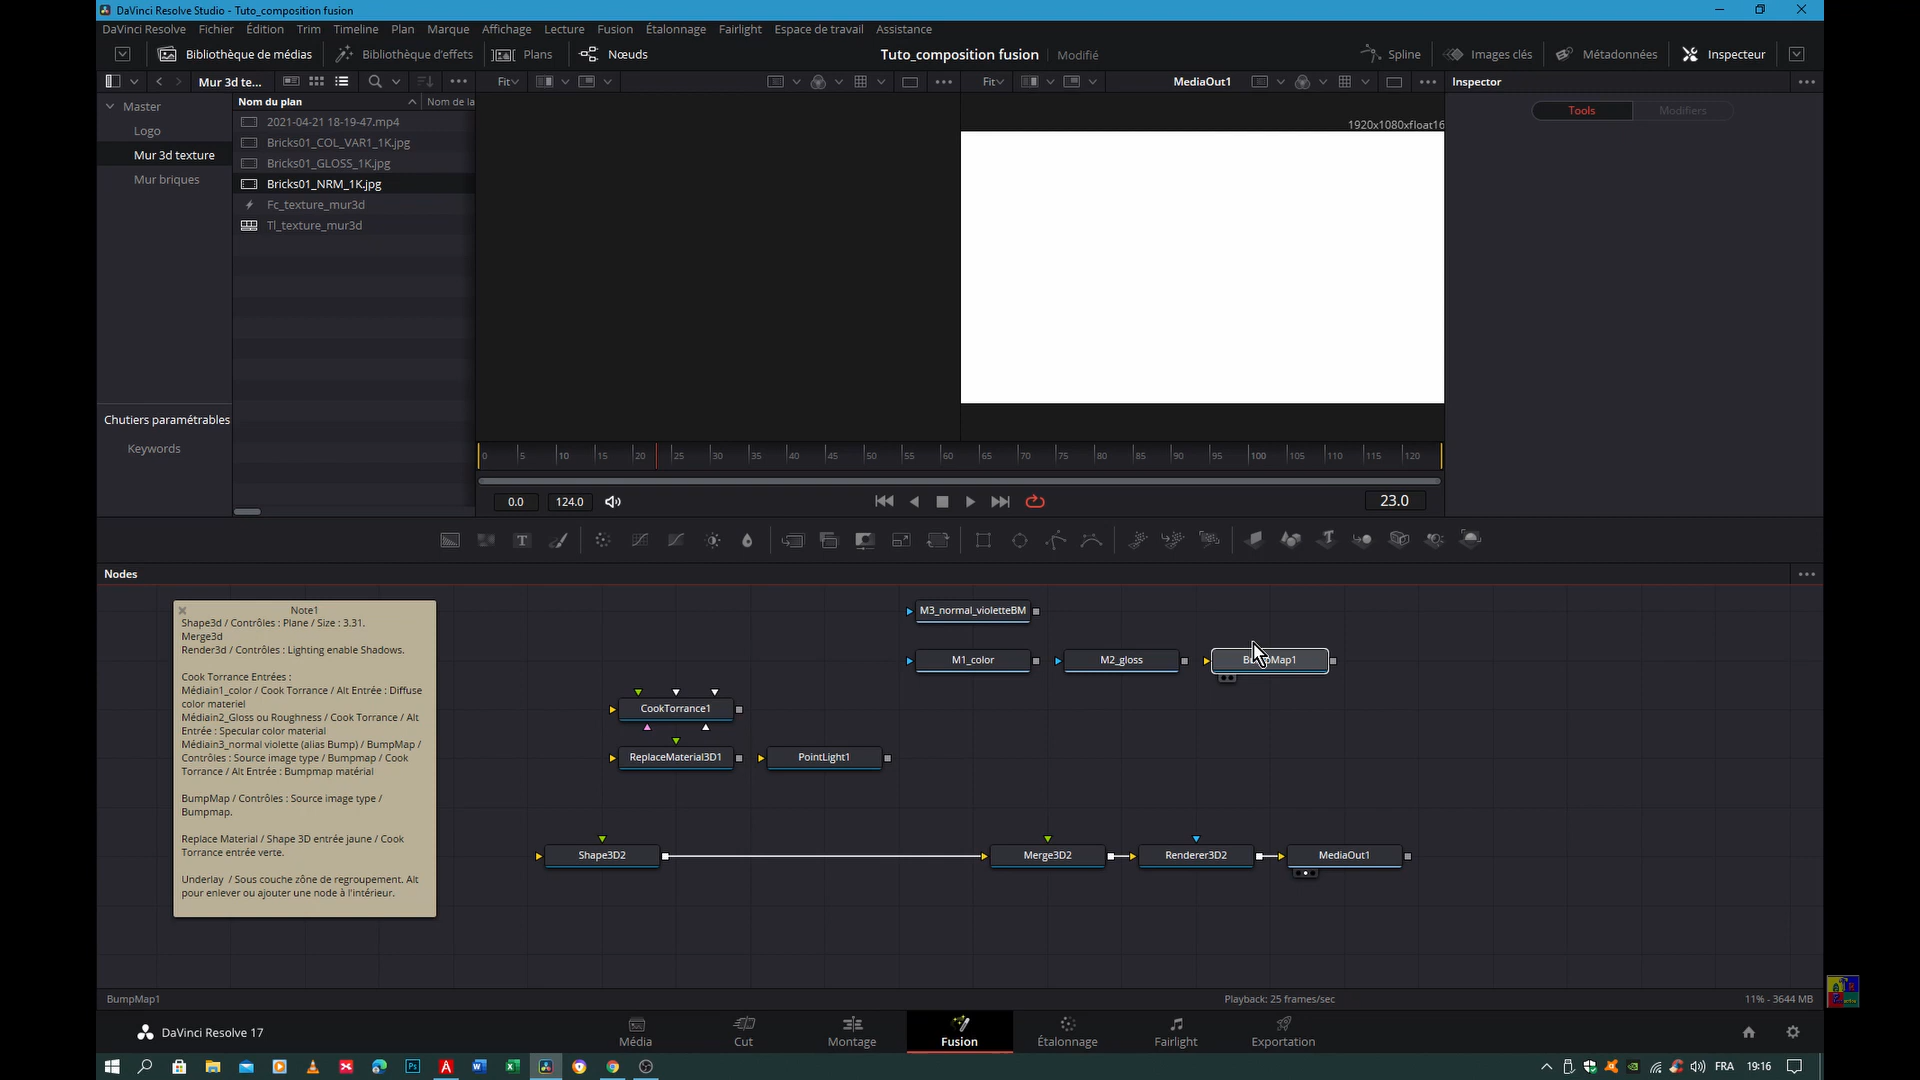 DaVinci Resolve Studio - Tuto_composition fusion
DaVinci Resolve Fichier Édition Trim Timeline Plan Marque Affichage Lecture Fusion Étalonnage Fairlight Espace de travail Assistance
Bibliothèque de médias Bibliothèque d'effets Plans Nœuds Tuto_composition fusion Modifié Spline Images clés Métadonnées Inspecteur
Mur 3d te... Fit Fit MediaOut1 Inspector
Master Nom du plan Nom de la
Tools Modifiers
2021-04-21 18-19-47.mp4
1920x1080xfloat16
Logo
Bricks01_COL_VAR1_1K.jpg
Mur 3d texture
Bricks01_GLOSS_1K.jpg
Mur briques
Bricks01_NRM_1K.jpg
Fc_texture_mur3d
Tl_texture_mur3d
Chutiers paramétrables
Keywords
0 5 10 15 20 25 30 35 40 45 50 55 60 65 70 75 80 85 90 95 100 105 110 115 120
0.0 124.0 23.0
Nodes
Note1
Shape3d / Contrôles : Plane / Size : 3.31.
Merge3d
Render3d / Contrôles : Lighting enable Shadows.
Cook Torrance Entrées :
Médiain1_color / Cook Torrance / Alt Entrée : Diffuse
color materiel
Médiain2_Gloss ou Roughness / Cook Torrance / Alt
Entrée : Specular color material
Médiain3_normal violette (alias Bump) / BumpMap /
Contrôles : Source image type / Bumpmap / Cook
Torrance / Alt Entrée : Bumpmap matérial
BumpMap / Contrôles : Source image type /
Bumpmap.
Replace Material / Shape 3D entrée jaune / Cook
Torrance entrée verte.
Underlay / Sous couche zône de regroupement. Alt
pour enlever ou ajouter une node à l'intérieur.
M3_normal_violetteBM
M1_color M2_gloss BumpMap1
CookTorrance1
ReplaceMaterial3D1 PointLight1
Shape3D2 Merge3D2 Renderer3D2 MediaOut1
BumpMap1 Playback: 25 frames/sec 11% - 3644 MB
DaVinci Resolve 17 Média Cut Montage Fusion Étalonnage Fairlight Exportation
FRA 19:16